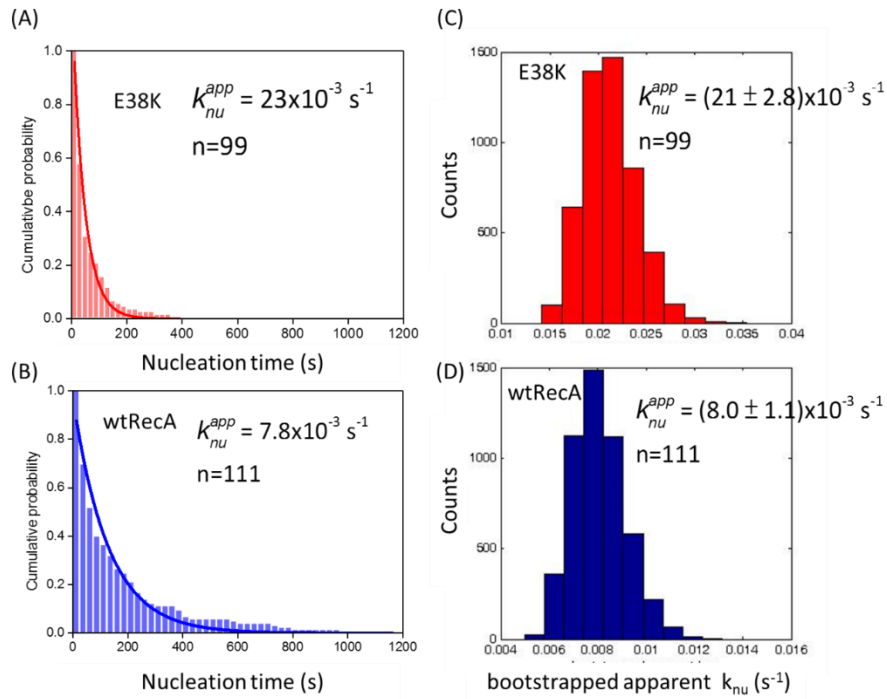 (A)
1.0
0.8
0.6
0.4
0.2
0.0
Cumulativbe probability
E38K
k_nu^app = 23x10^-3 s^-1
n=99
0 200 400 600 800 1000 1200
Nucleation time (s)
(B)
1.0
0.8
0.6
0.4
0.2
0.0
Cumulative probability
wtRecA
k_nu^app = 7.8x10^-3 s^-1
n=111
0 200 400 600 800 1000 1200
Nucleation time (s)
(C)
1500
1000
500
0
Counts
E38K
k_nu^app = (21 ± 2.8)x10^-3 s^-1
n=99
0.01 0.015 0.02 0.025 0.03 0.035 0.04
(D)
1500
1000
500
0
Counts
wtRecA
k_nu^app = (8.0 ± 1.1)x10^-3 s^-1
n=111
0.004 0.006 0.008 0.01 0.012 0.014 0.016
bootstrapped apparent k_nu (s^-1)